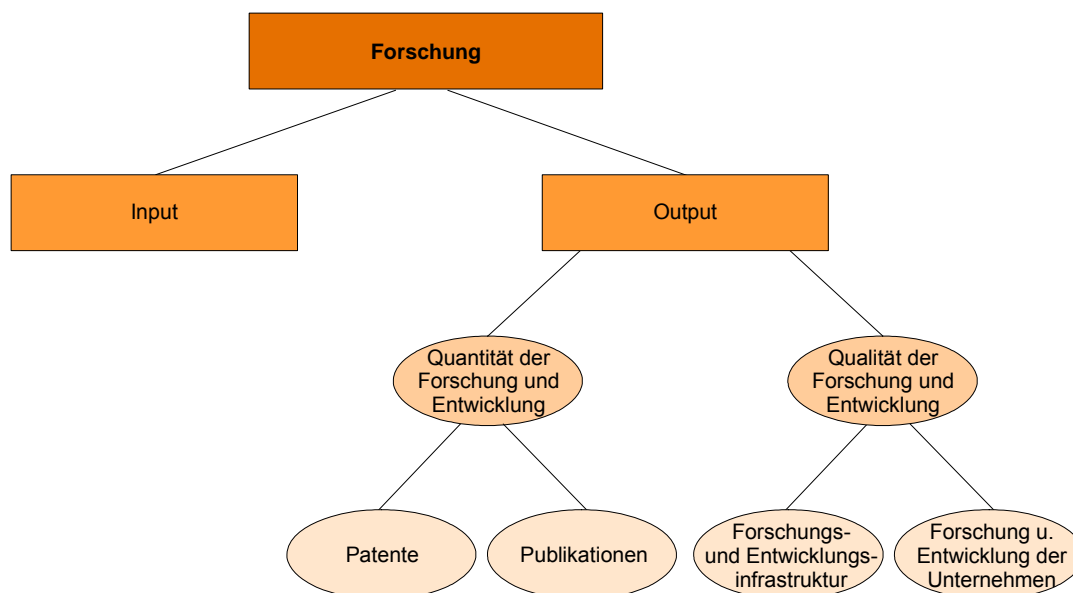 Forschung
Input
Output
Quantität der
Forschung und
Entwicklung
Qualität der
Forschung und
Entwicklung
Patente
Publikationen
Forschungs-
und Entwicklungs-
infrastruktur
Forschung u.
Entwicklung der
Unternehmen